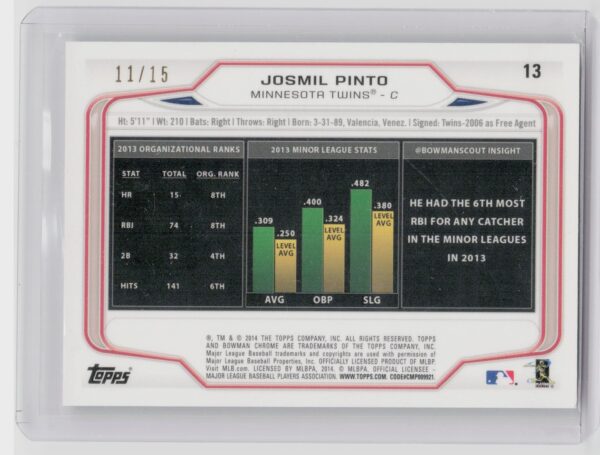 11/15
JOSMIL PINTO
13
MINNESOTA TWINS® - C
Ht: 5'11" | Wt: 210 | Bats: Right | Throws: Right | Born: 3-31-89, Valencia, Venez. | Signed: Twins-2006 as Free Agent
2013 ORGANIZATIONAL RANKS
STAT TOTAL ORG. RANK
HR 15 8TH
RBI 74 8TH
2B 32 4TH
HITS 141 6TH
2013 MINOR LEAGUE STATS
.309
.250
LEVEL
AVG
.400
.324
LEVEL
AVG
.482
.380
LEVEL
AVG
AVG OBP SLG
@BOWMANSCOUT INSIGHT
HE HAD THE 6TH MOST
RBI FOR ANY CATCHER
IN THE MINOR LEAGUES
IN 2013
®, TM & © 2014 THE TOPPS COMPANY, INC. ALL RIGHTS RESERVED. TOPPS
AND BOWMAN CHROME ARE TRADEMARKS OF THE TOPPS COMPANY, INC.
Major League Baseball trademarks and copyrights are used with permission of
Major League Baseball Properties, Inc. OFFICIALLY LICENSED PRODUCT OF MLBP.
Visit MLB.com. LICENSED BY MLBPA, 2014. © MLBPA, OFFICIAL LICENSEE -
MAJOR LEAGUE BASEBALL PLAYERS ASSOCIATION. WWW.TOPPS.COM. CODE#CMP009921.
Topps